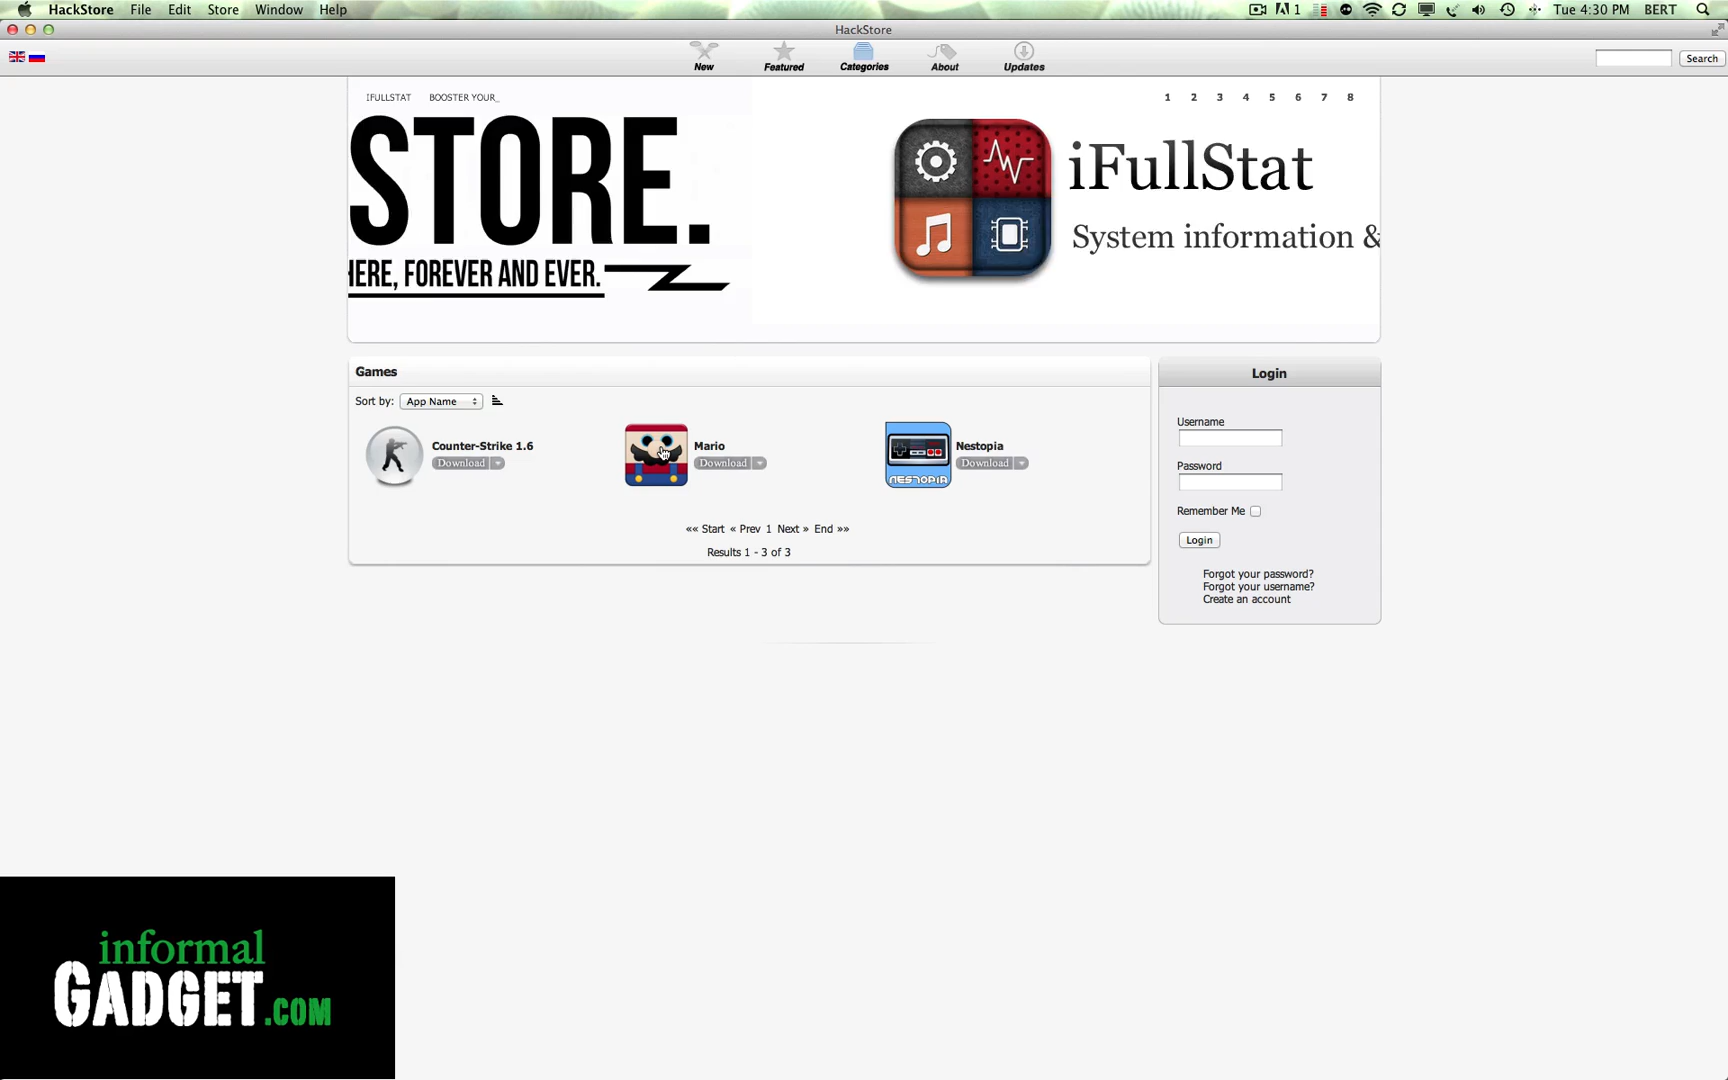 HackStore File Edit Store Window Help
1 Tue 4:30 PM BERT
HackStore
New Featured Categories About Updates Search
IFULLSTAT BOOSTER YOUR_ 1 2 3 4 5 6 7 8
STORE.
HERE, FOREVER AND EVER.
iFullStat
System information &
Games
Login
Sort by: App Name
Counter-Strike 1.6
Download
Mario
Download
NESTOPIA
Nestopia
Download
«« Start « Prev 1 Next » End »»
Results 1 - 3 of 3
Username
Password
Remember Me
Login
Forgot your password?
Forgot your username?
Create an account
informal
GADGET.COM